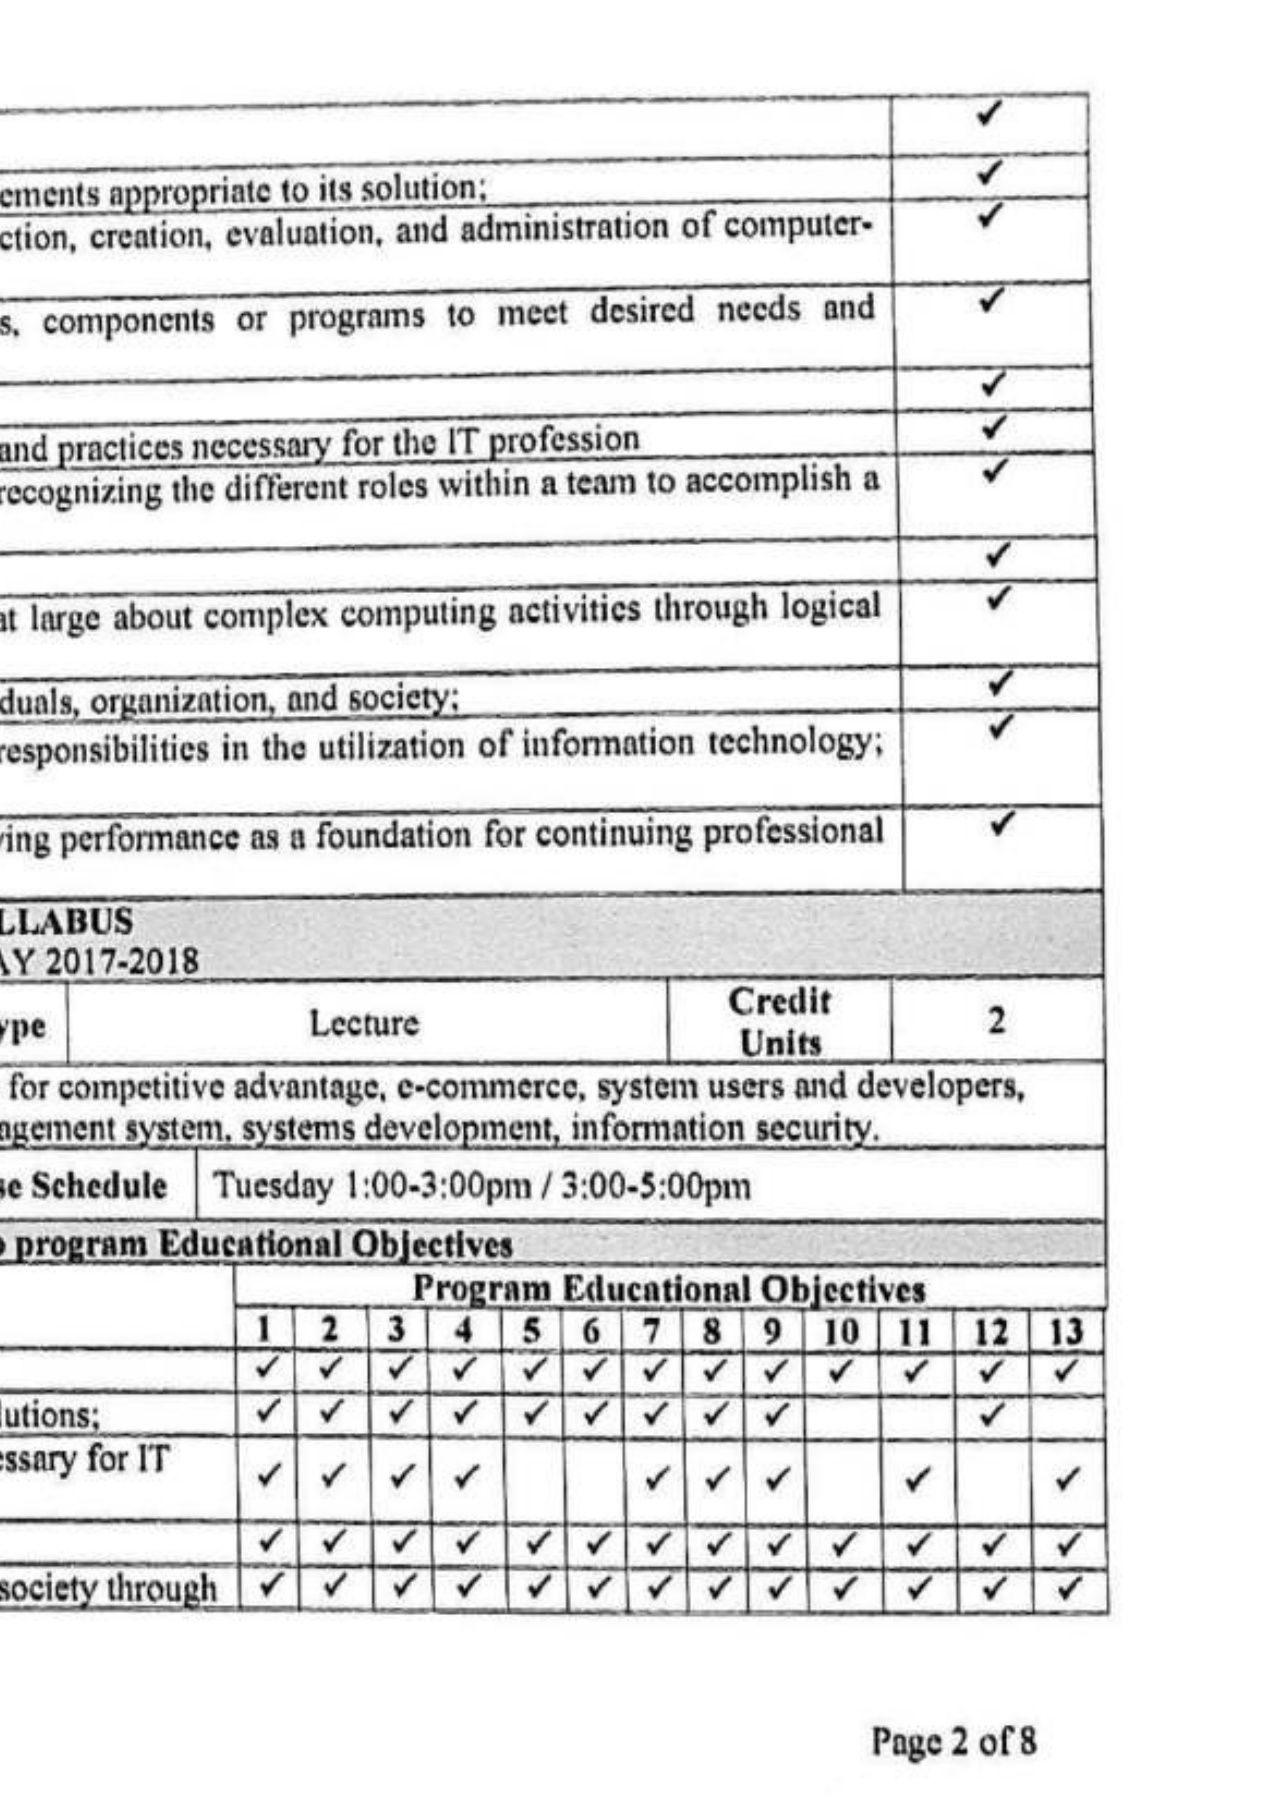 ✓
ements appropriate to its solution; ✓
ction, creation, evaluation, and administration of computer- ✓
s, components or programs to meet desired needs and ✓
✓
and practices necessary for the IT profession ✓
recognizing the different roles within a team to accomplish a ✓
✓
at large about complex computing activities through logical ✓
duals, organization, and society; ✓
responsibilities in the utilization of information technology; ✓
ving performance as a foundation for continuing professional ✓
LLABUS
AY 2017-2018
ype Lecture Credit Units 2
for competitive advantage, e-commerce, system users and developers,
agement system, systems development, information security.
se Schedule Tuesday 1:00-3:00pm / 3:00-5:00pm
o program Educational Objectives
Program Educational Objectives
1 2 3 4 5 6 7 8 9 10 11 12 13
✓ ✓ ✓ ✓ ✓ ✓ ✓ ✓ ✓ ✓ ✓ ✓ ✓
lutions; ✓ ✓ ✓ ✓ ✓ ✓ ✓ ✓ ✓ ✓
essary for IT ✓ ✓ ✓ ✓ ✓ ✓ ✓ ✓ ✓
✓ ✓ ✓ ✓ ✓ ✓ ✓ ✓ ✓ ✓ ✓ ✓ ✓
society through ✓ ✓ ✓ ✓ ✓ ✓ ✓ ✓ ✓ ✓ ✓ ✓ ✓
Page 2 of 8